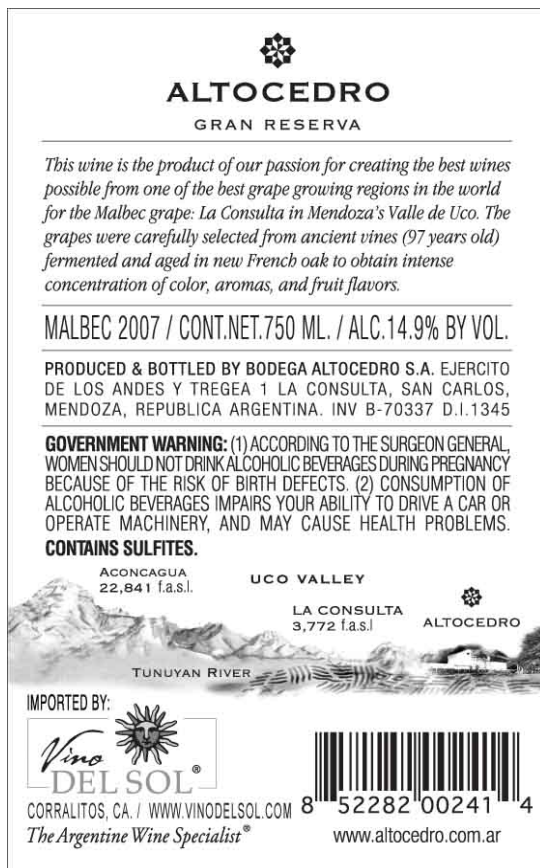 ALTOCEDRO
GRAN RESERVA
This wine is the product of our passion for creating the best wines
possible from one of the best grape growing regions in the world
for the Malbec grape: La Consulta in Mendoza's Valle de Uco. The
grapes were carefully selected from ancient vines (97 years old)
fermented and aged in new French oak to obtain intense
concentration of color, aromas, and fruit flavors.
MALBEC 2007 / CONT.NET.750 ML. / ALC.14.9% BY VOL.
PRODUCED & BOTTLED BY BODEGA ALTOCEDRO S.A. EJERCITO
DE LOS ANDES Y TREGEA 1 LA CONSULTA, SAN CARLOS,
MENDOZA, REPUBLICA ARGENTINA. INV B-70337 D.I.1345
GOVERNMENT WARNING: (1) ACCORDING TO THE SURGEON GENERAL,
WOMEN SHOULD NOT DRINK ALCOHOLIC BEVERAGES DURING PREGNANCY
BECAUSE OF THE RISK OF BIRTH DEFECTS. (2) CONSUMPTION OF
ALCOHOLIC BEVERAGES IMPAIRS YOUR ABILITY TO DRIVE A CAR OR
OPERATE MACHINERY, AND MAY CAUSE HEALTH PROBLEMS.
CONTAINS SULFITES.
ACONCAGUA
22,841 f.a.s.l.
UCO VALLEY
LA CONSULTA
3,772 f.a.s.l
ALTOCEDRO
TUNUYAN RIVER
IMPORTED BY:
Vino
DEL SOL®
CORRALITOS, CA. / WWW.VINODELSOL.COM
The Argentine Wine Specialist®
8 52282 00241 4
www.altocedro.com.ar